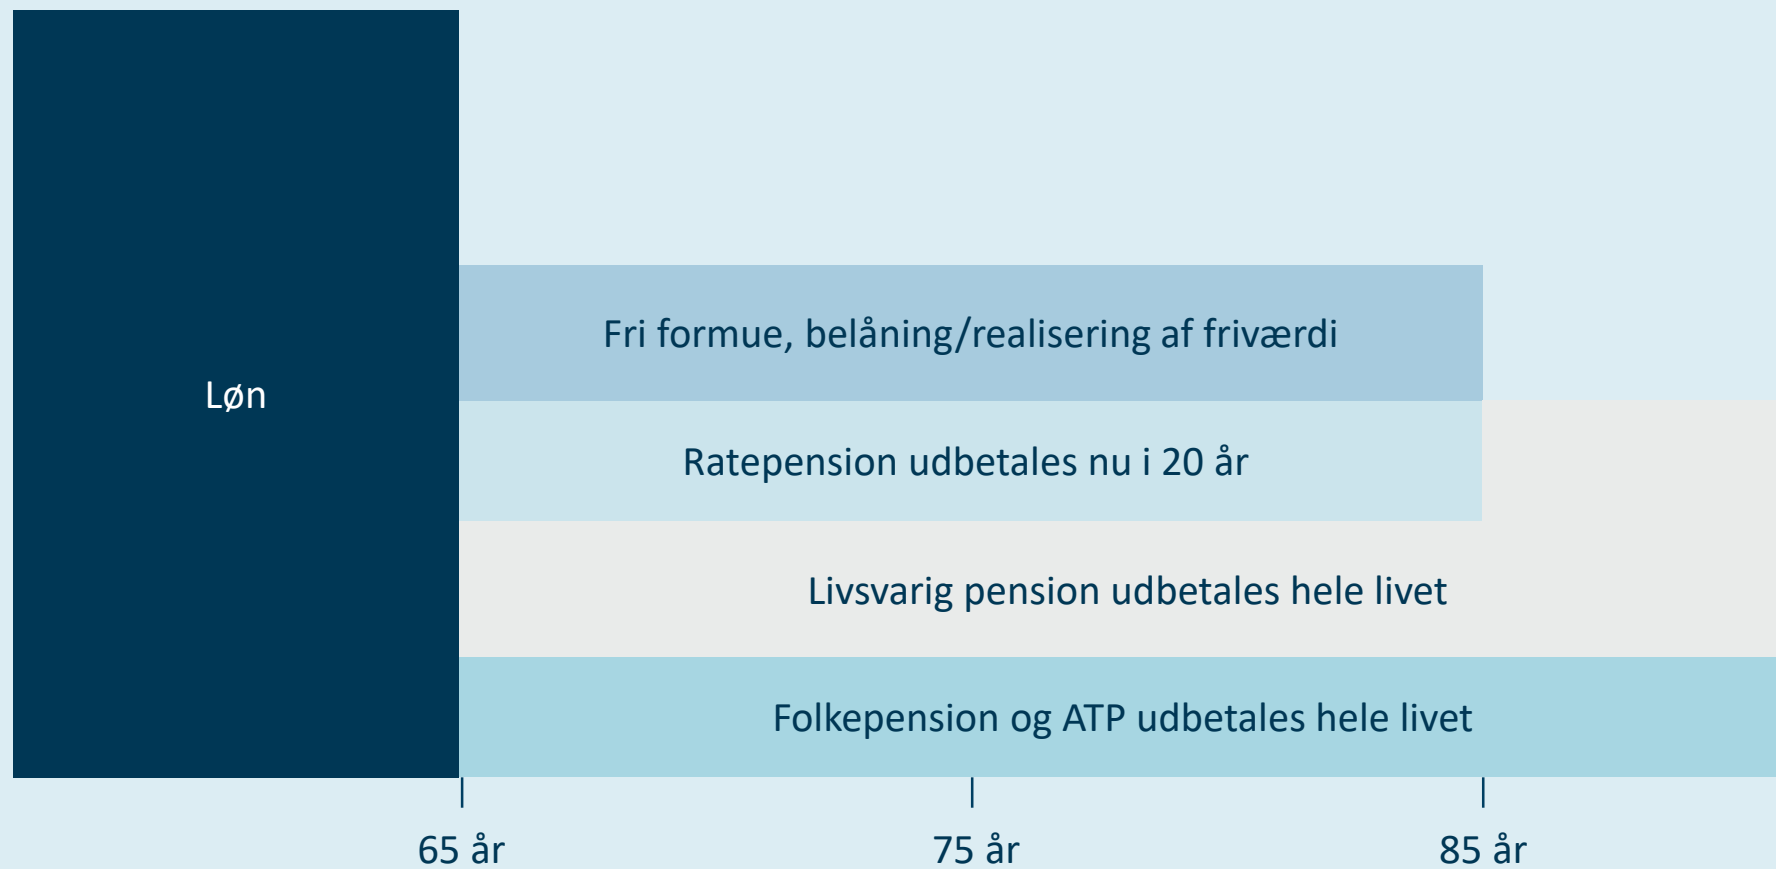 Løn
Fri formue, belåning/realisering af friværdi
Ratepension udbetales nu i 20 år
Livsvarig pension udbetales hele livet
Folkepension og ATP udbetales hele livet
65 år
75 år
85 år